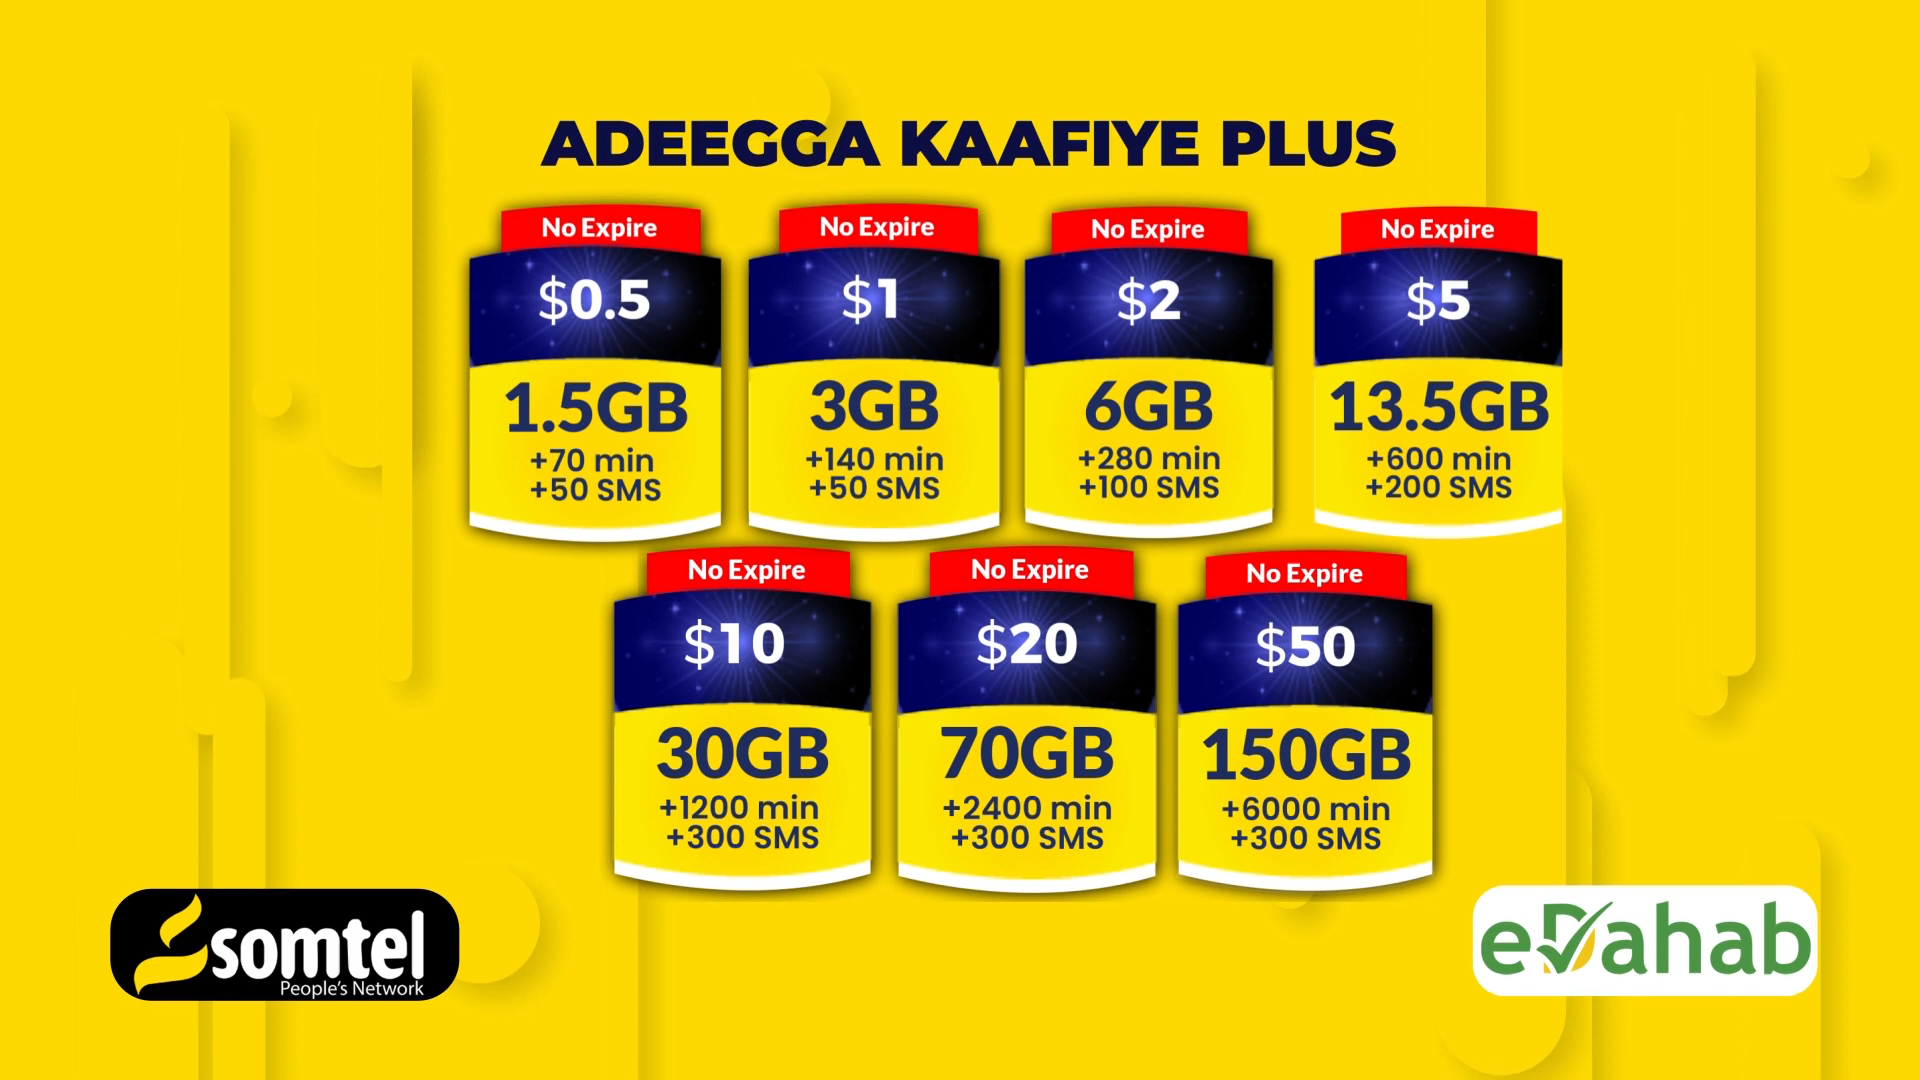 ADEEGGA KAAFIYE PLUS
No Expire
$0.5
1.5GB
+70 min
+50 SMS
No Expire
$1
3GB
+140 min
+50 SMS
No Expire
$2
6GB
+280 min
+100 SMS
No Expire
$5
13.5GB
+600 min
+200 SMS
No Expire
$10
30GB
+1200 min
+300 SMS
No Expire
$20
70GB
+2400 min
+300 SMS
No Expire
$50
150GB
+6000 min
+300 SMS
somtel
People's Network
eDahab